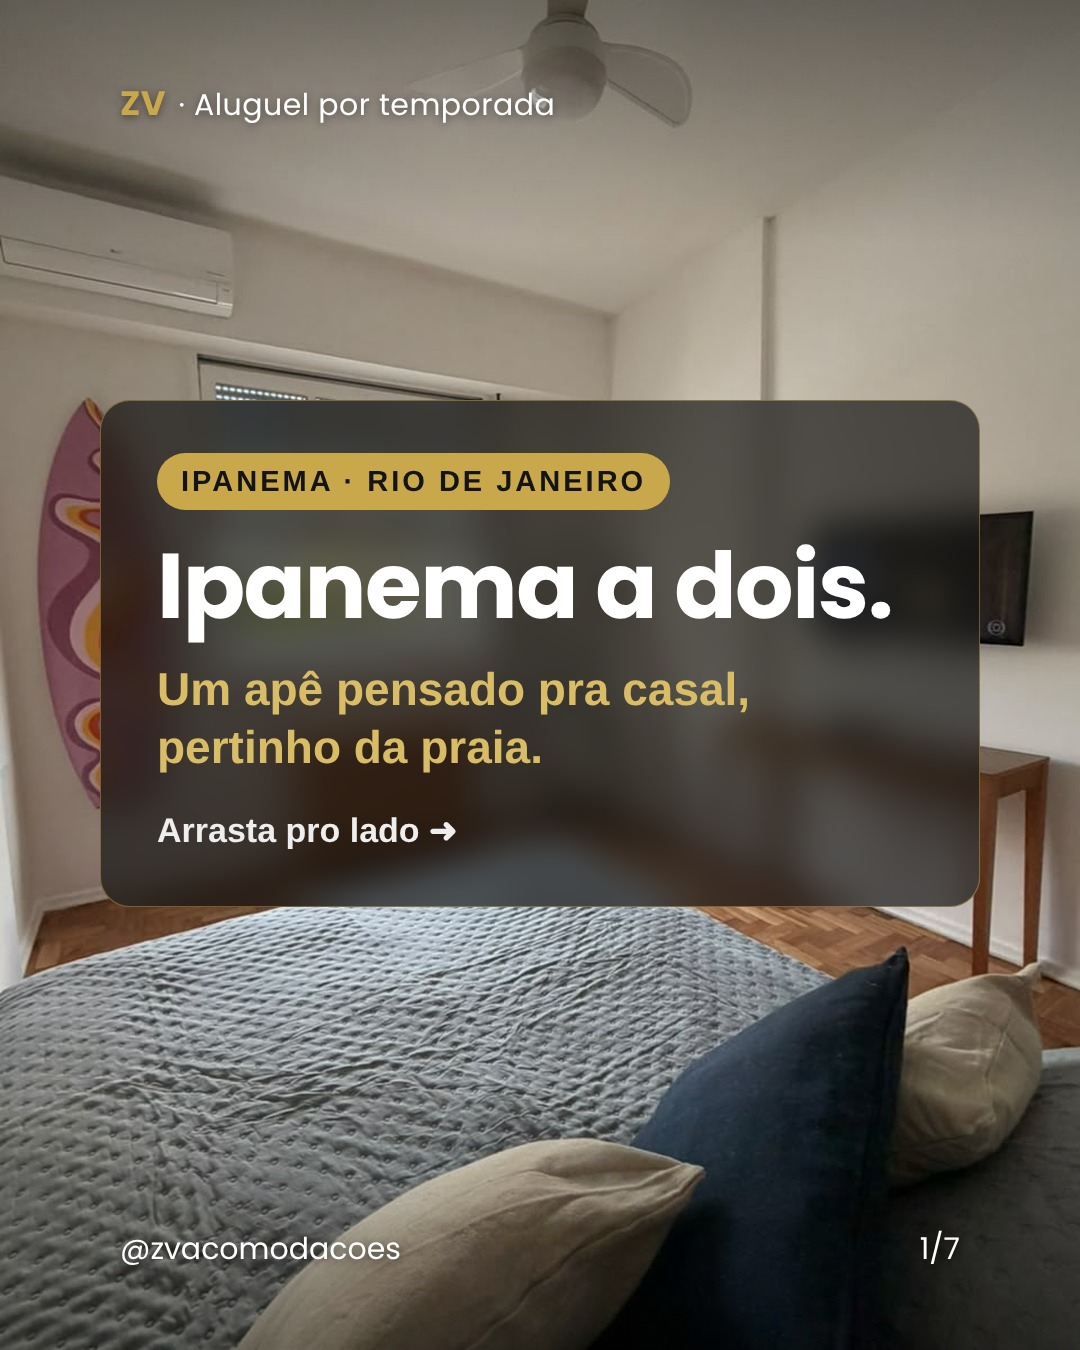 ZV · Aluguel por temporada
IPANEMA · RIO DE JANEIRO
Ipanema a dois.
Um apê pensado pra casal,
pertinho da praia.
Arrasta pro lado ➜
@zvacomodacoes
1/7